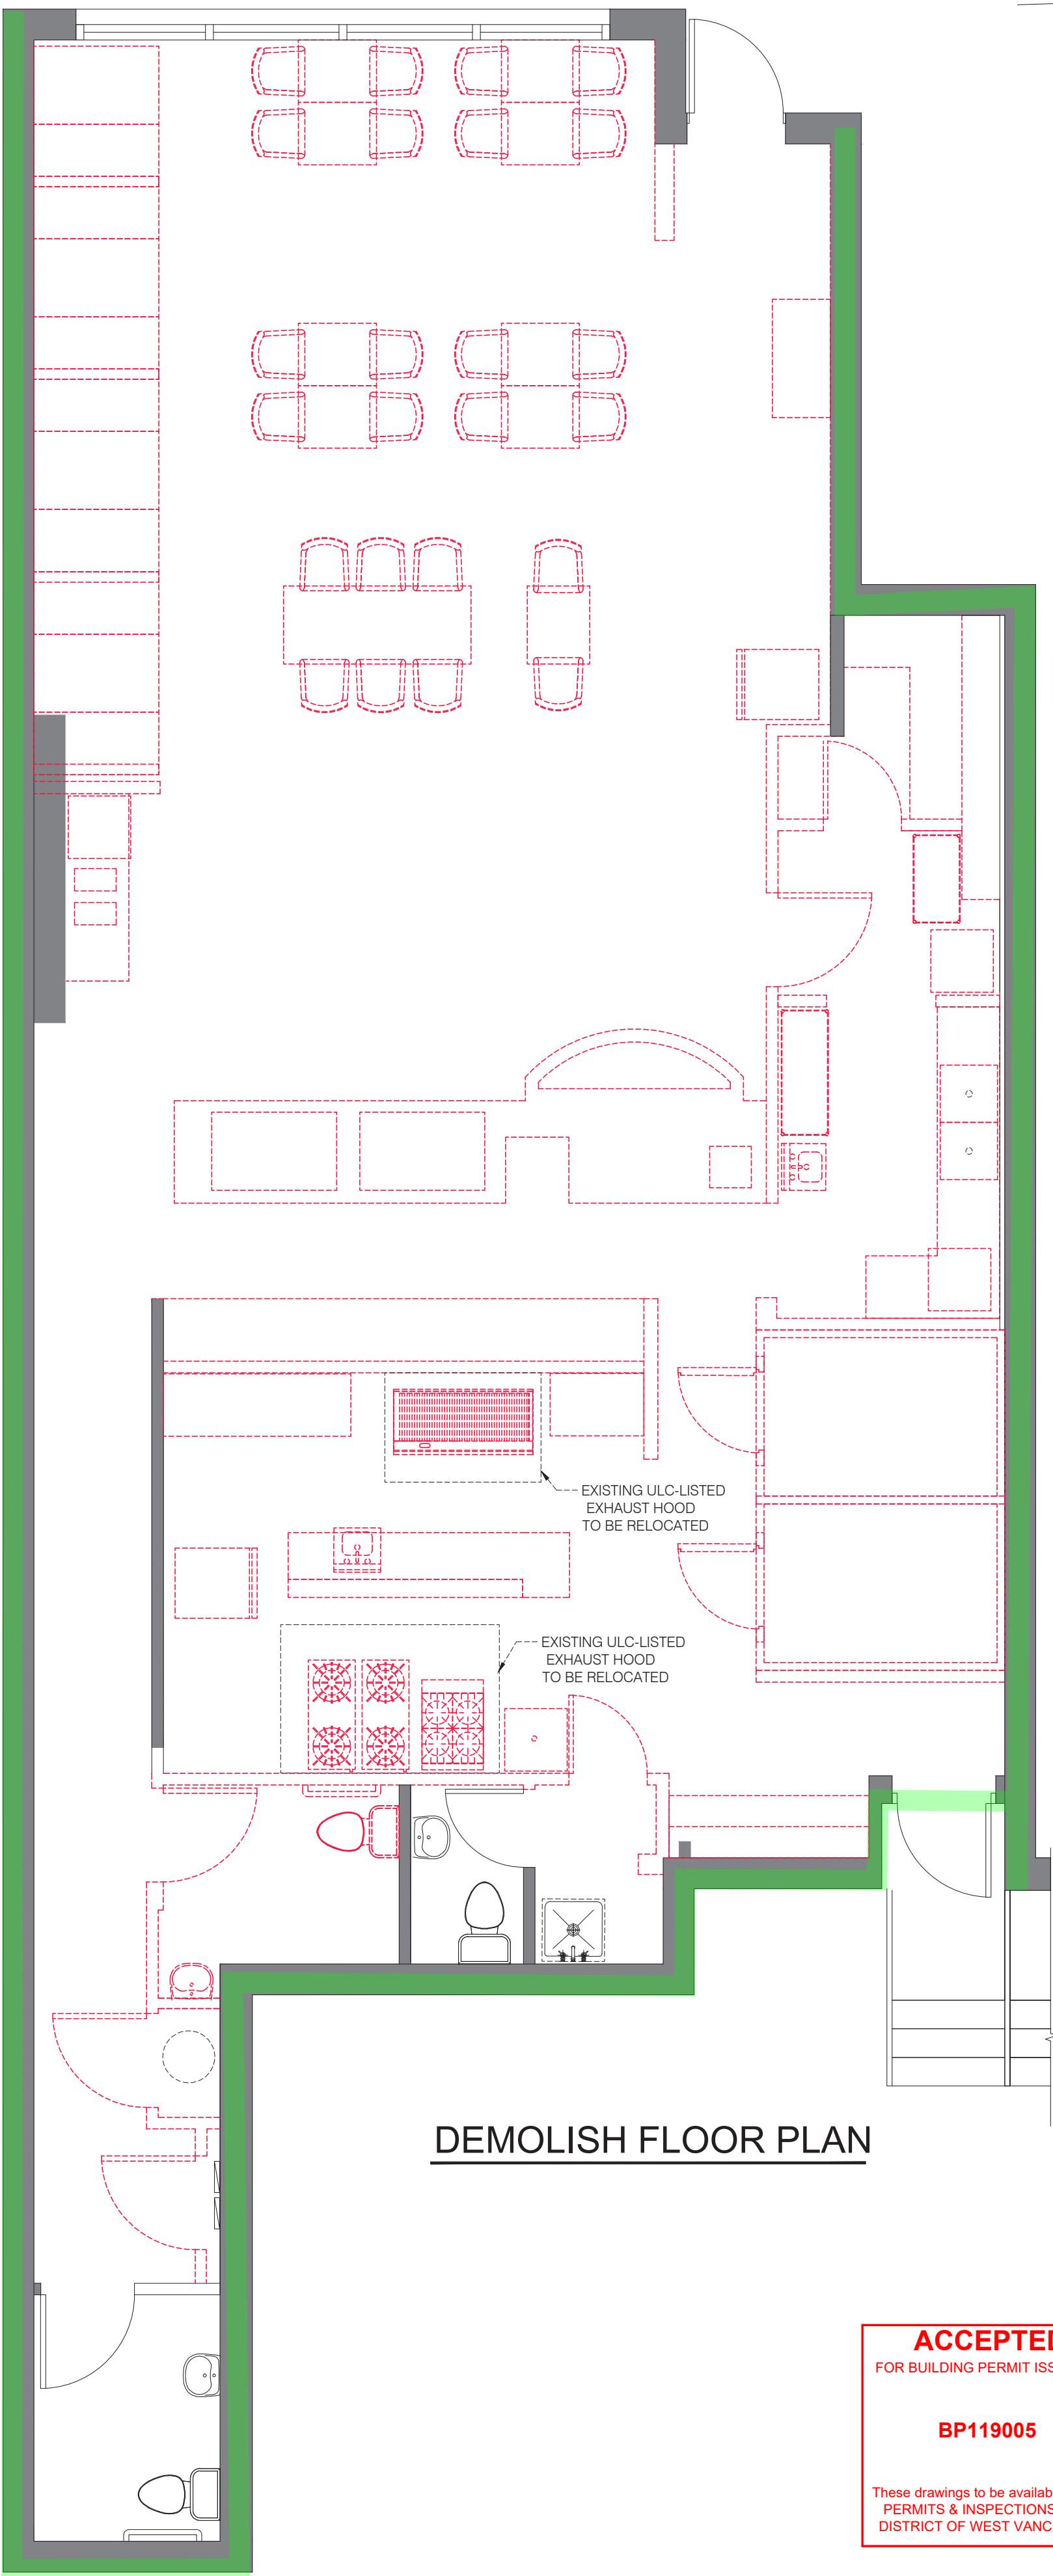 EXISTING ULC-LISTED
EXHAUST HOOD
TO BE RELOCATED
EXISTING ULC-LISTED
EXHAUST HOOD
TO BE RELOCATED
DEMOLISH FLOOR PLAN
ACCEPTED
FOR BUILDING PERMIT ISS
BP119005
These drawings to be availab
PERMITS & INSPECTIONS
DISTRICT OF WEST VANC